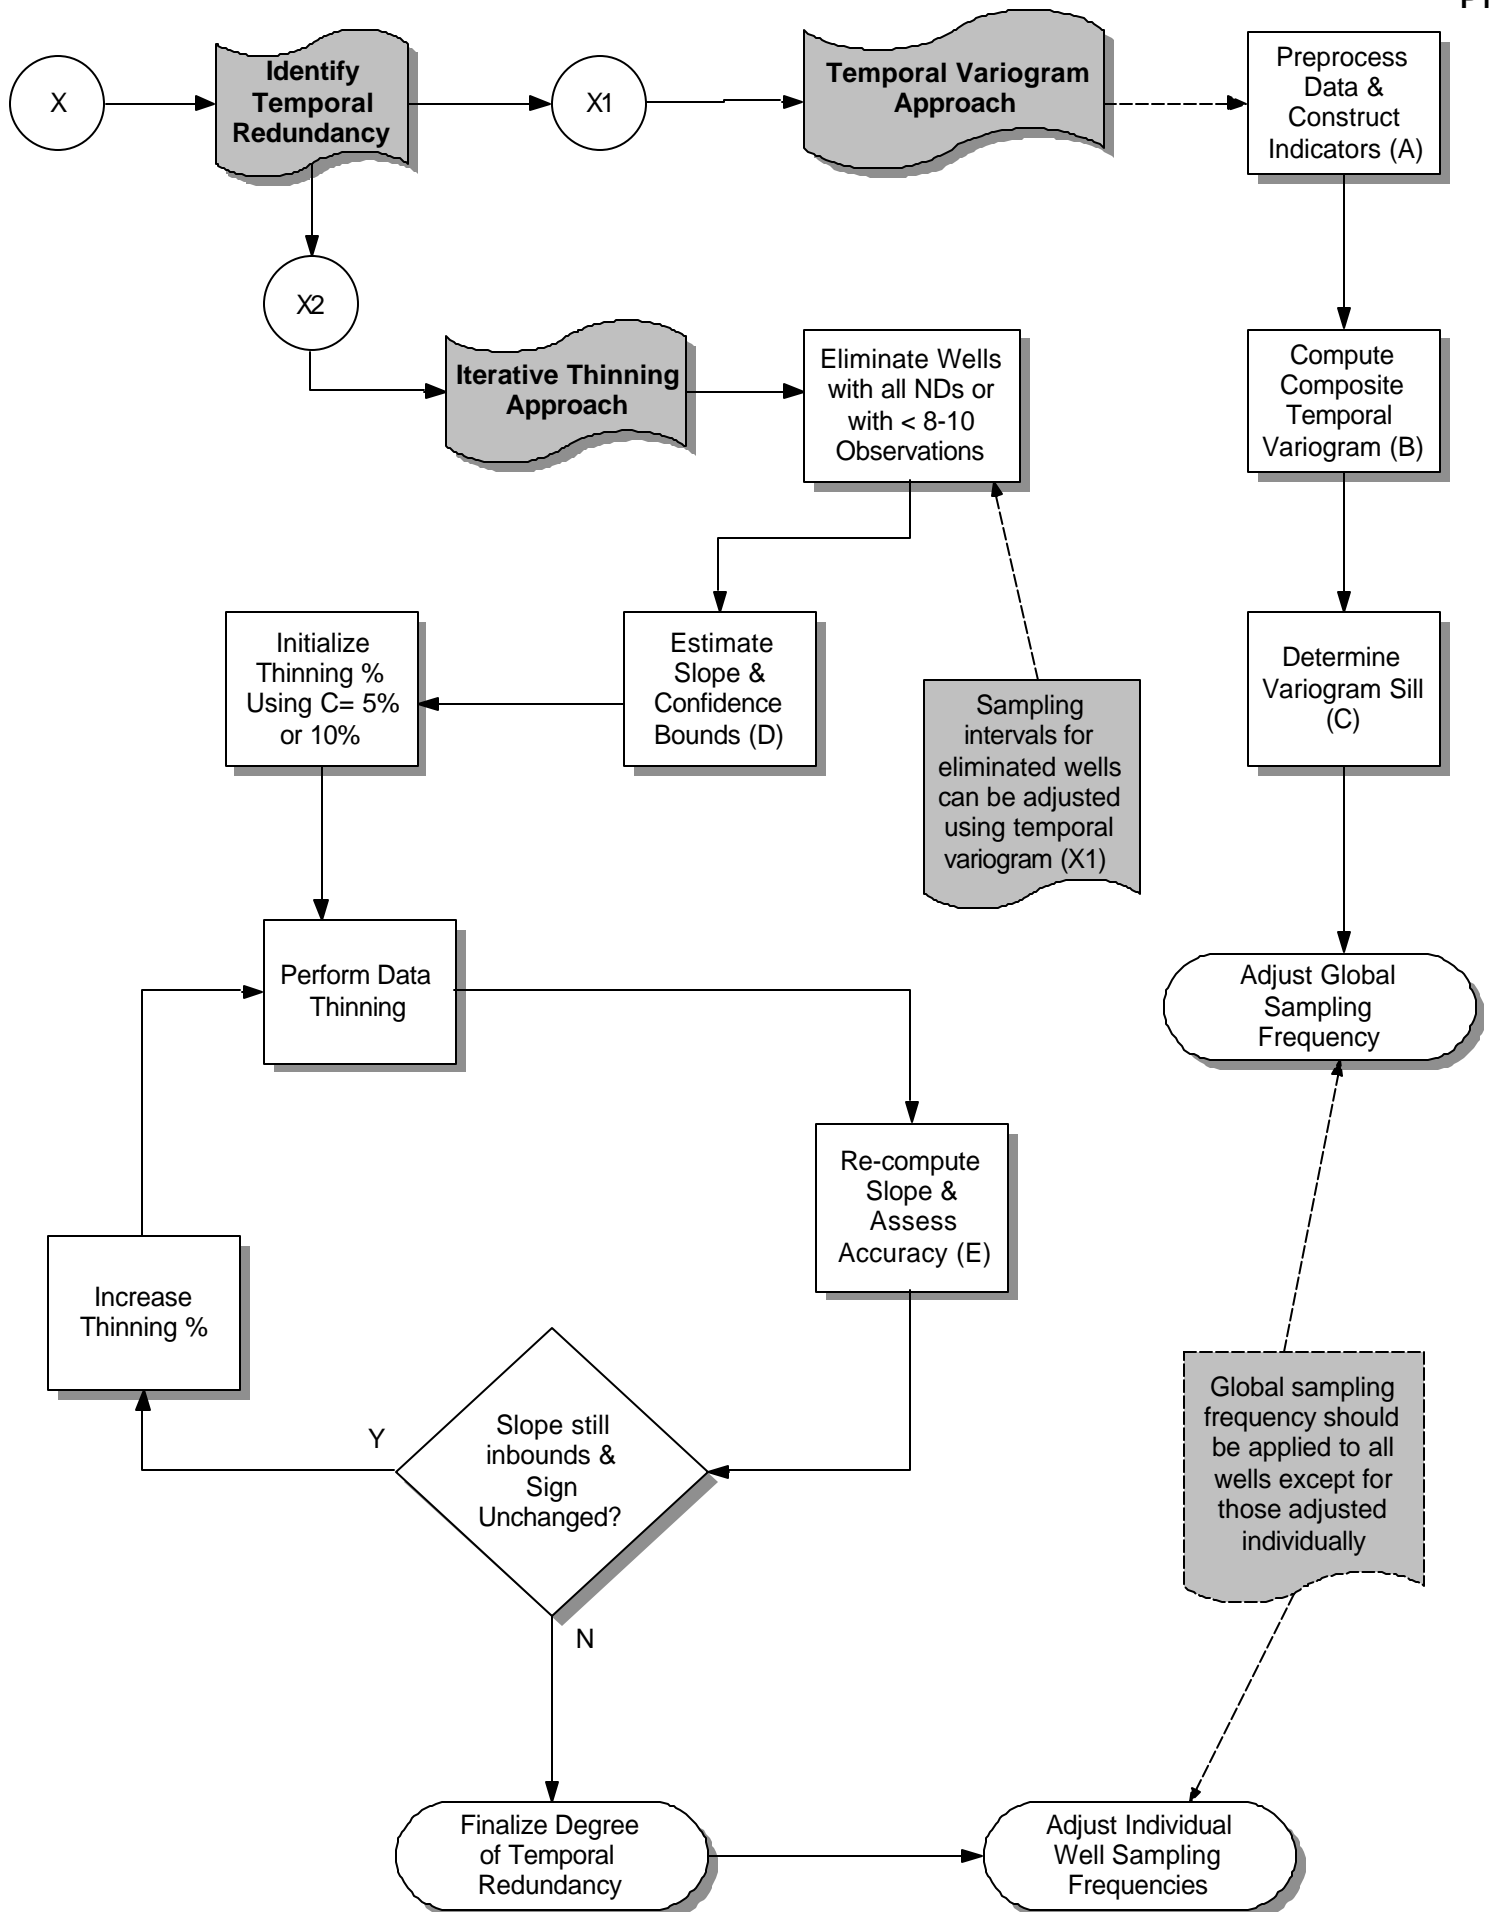 X
Identify
Temporal
Redundancy
X1
Temporal Variogram
Approach
Preprocess
Data &
Construct
Indicators (A)
X2
Iterative Thinning
Approach
Eliminate Wells
with all NDs or
with < 8-10
Observations
Compute
Composite
Temporal
Variogram (B)
Initialize
Thinning %
Using C= 5%
or 10%
Estimate
Slope &
Confidence
Bounds (D)
Sampling
intervals for
eliminated wells
can be adjusted
using temporal
variogram (X1)
Determine
Variogram Sill
(C)
Perform Data
Thinning
Adjust Global
Sampling
Frequency
Re-compute
Slope &
Assess
Accuracy (E)
Increase
Thinning %
Y
Slope still
inbounds &
Sign
Unchanged?
N
Global sampling
frequency should
be applied to all
wells except for
those adjusted
individually
Finalize Degree
of Temporal
Redundancy
Adjust Individual
Well Sampling
Frequencies